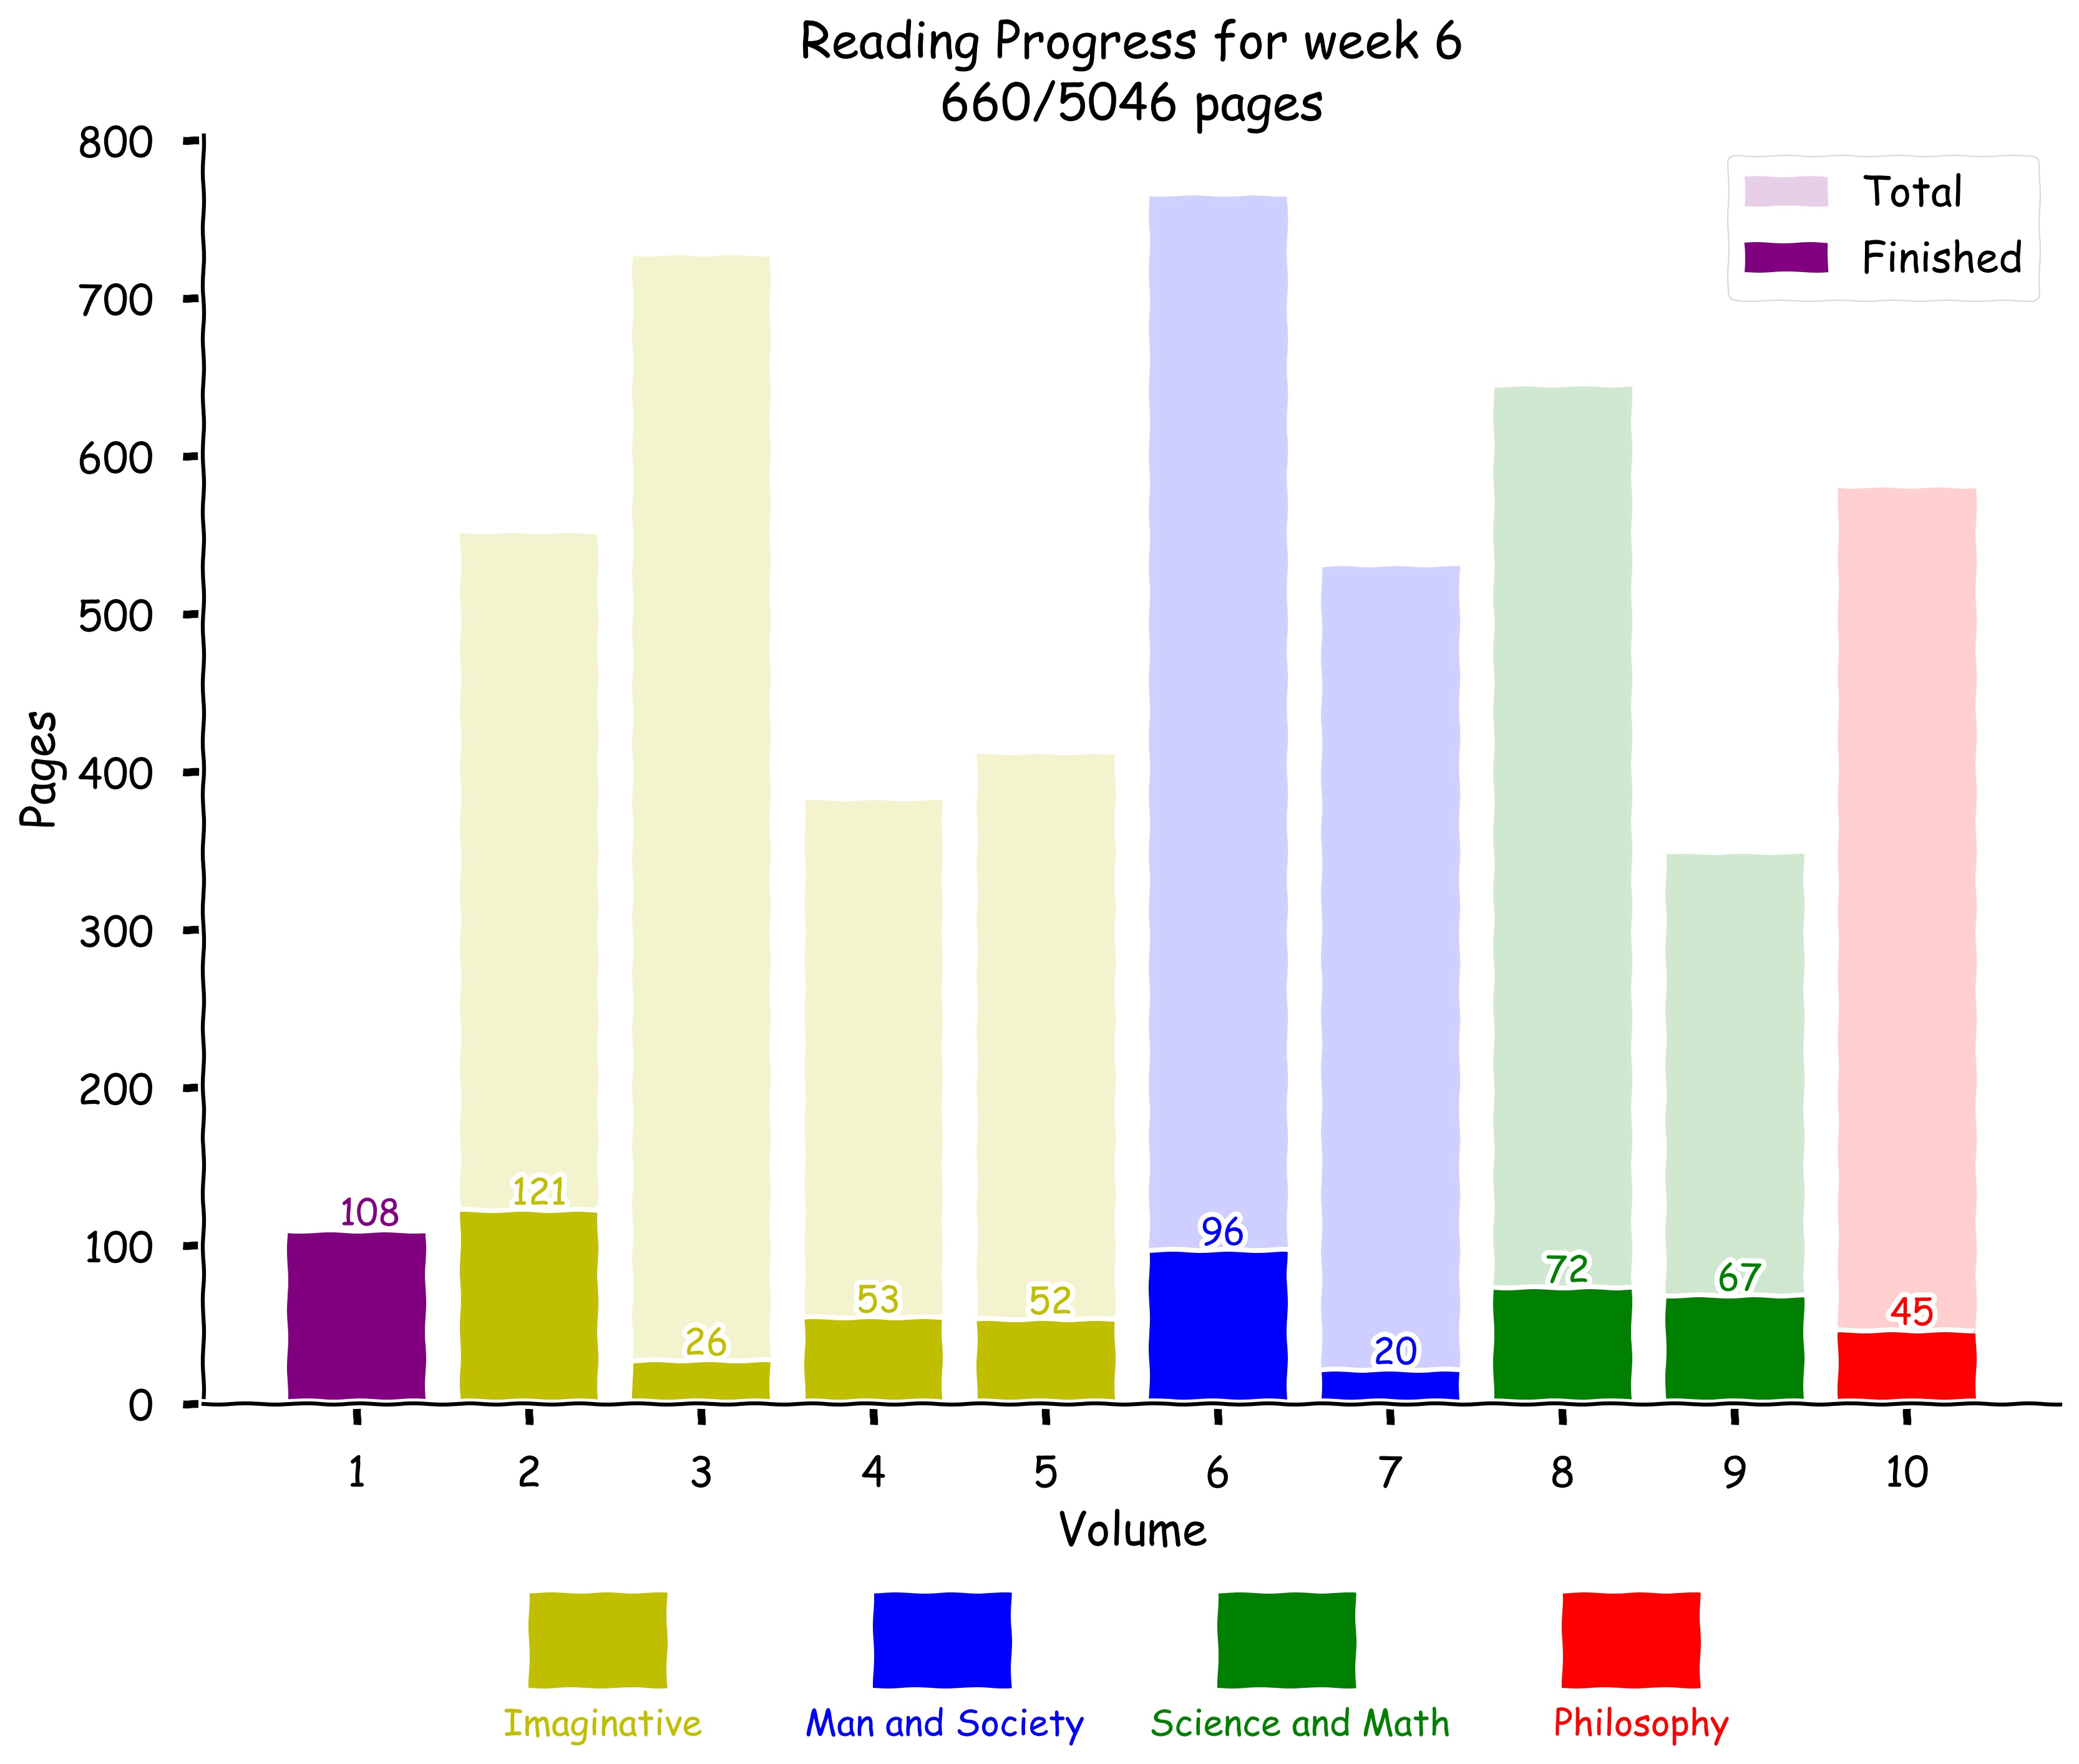 Reading Progress for week 6
660/5046 pages
Total
Finished
Pages
800
700
600
500
400
300
200
100
0
108
121
26
53
52
96
20
72
67
45
1 2 3 4 5 6 7 8 9 10
Volume
Imaginative Man and Society Science and Math Philosophy